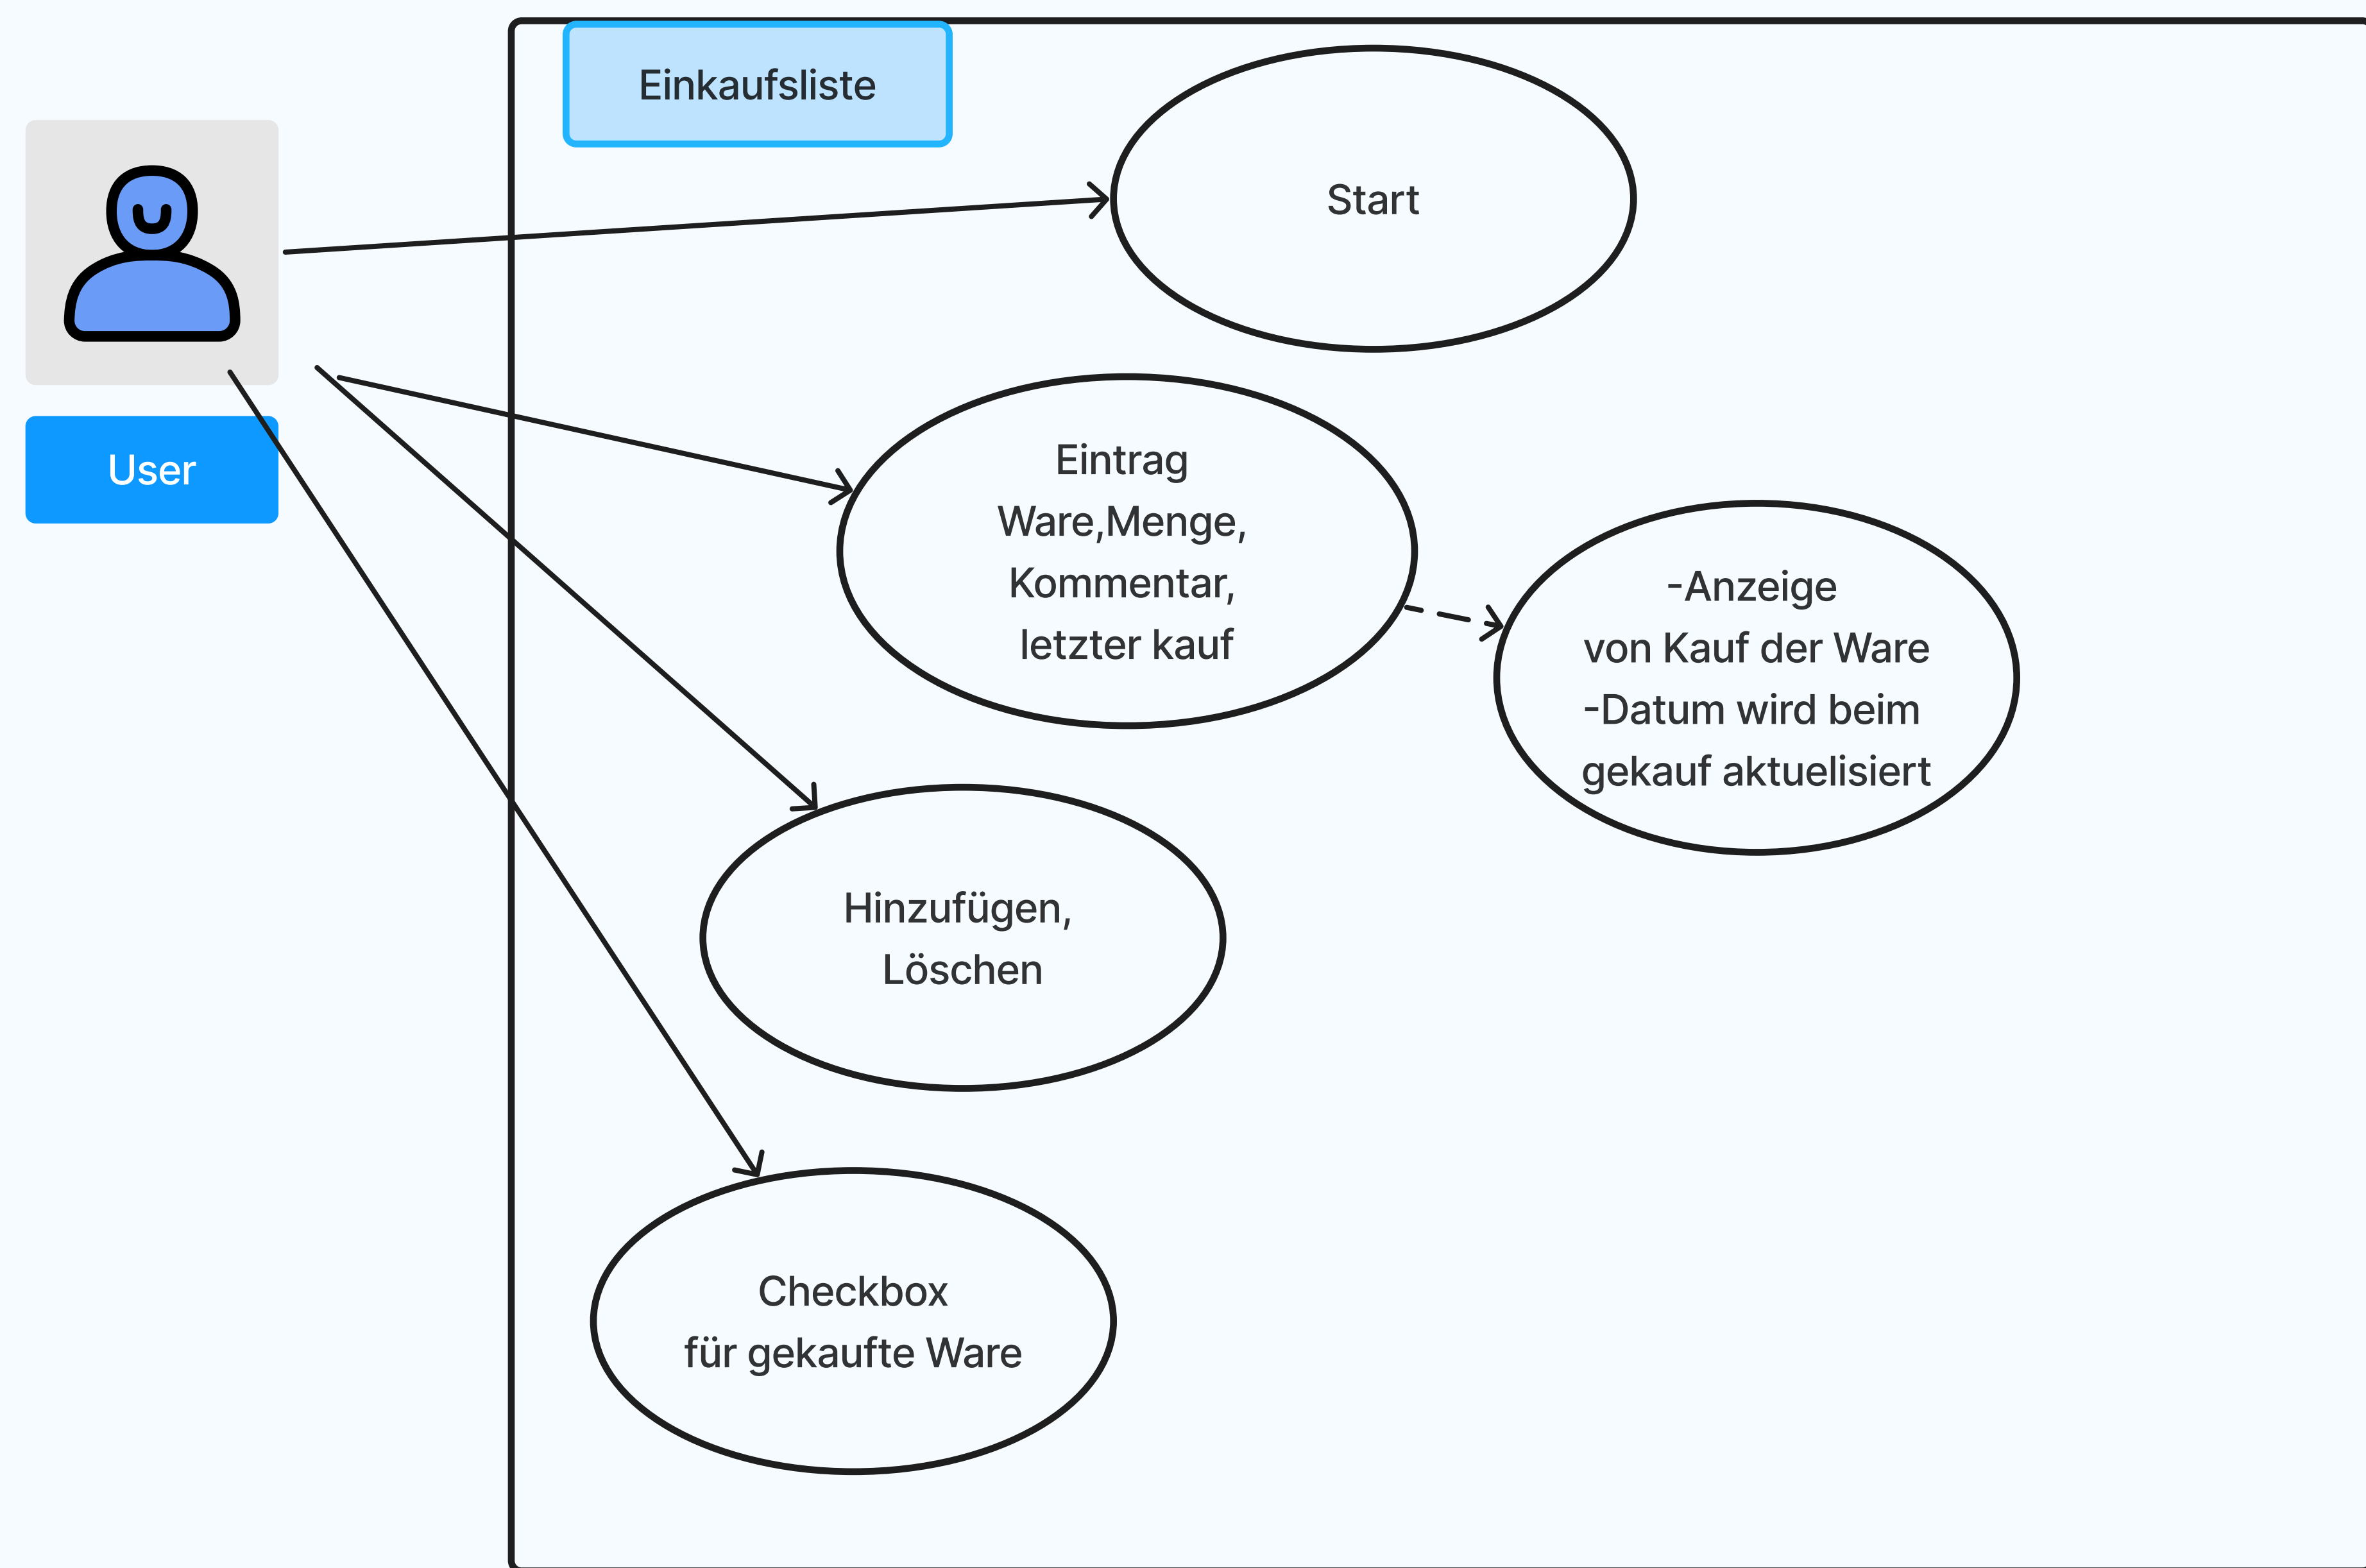 Einkaufsliste
Start
User
Eintrag
Ware,Menge,
Kommentar,
letzter kauf
-Anzeige
von Kauf der Ware
-Datum wird beim
gekauf aktuelisiert
Hinzufügen,
Löschen
Checkbox
für gekaufte Ware